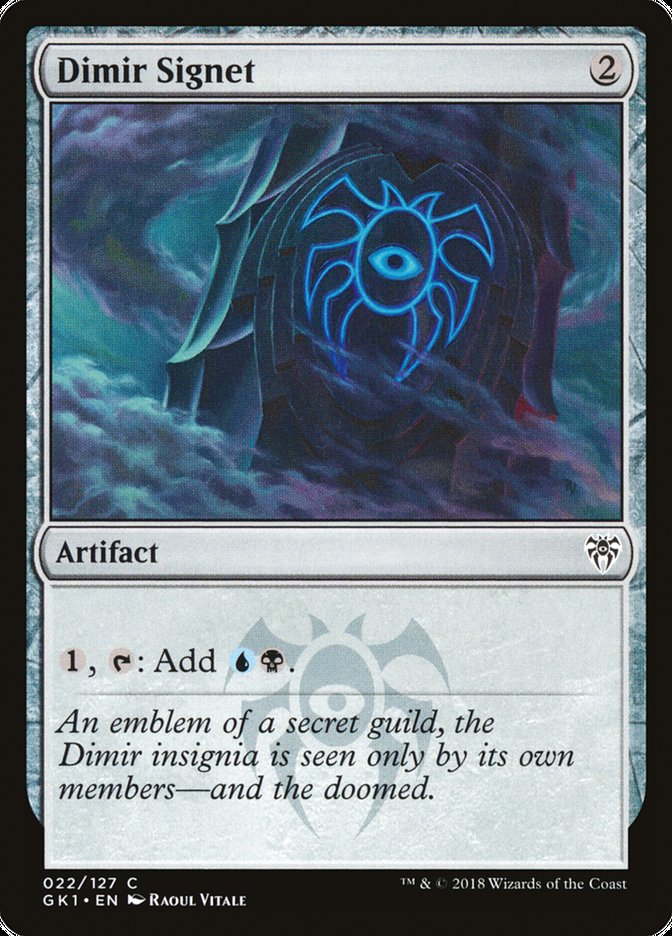 Dimir Signet 2
Artifact
1, : Add .
An emblem of a secret guild, the
Dimir insignia is seen only by its own
members—and the doomed.
022/127 C ™ & © 2018 Wizards of the Coast
GK1 • EN Raoul Vitale